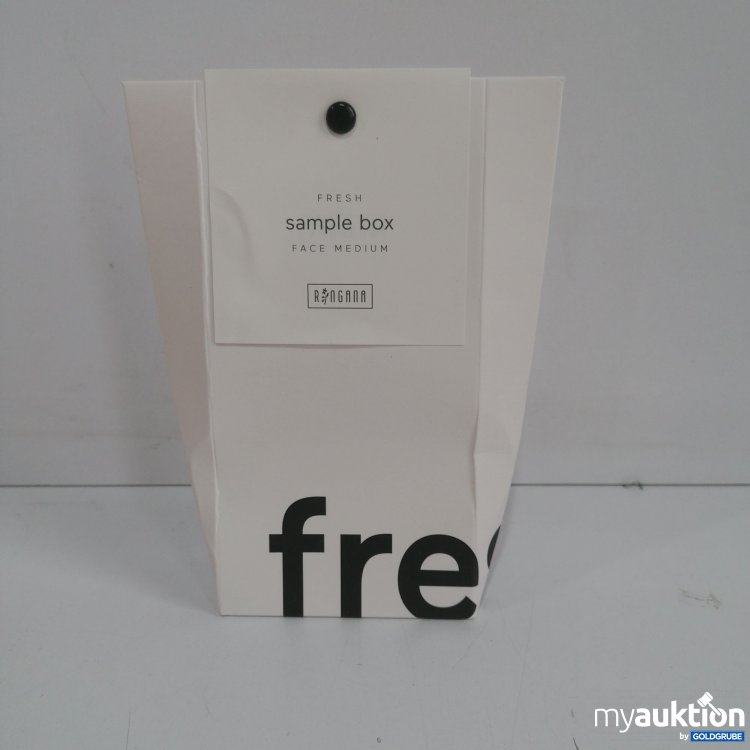 FRESH
sample box
FACE MEDIUM
RINGANA
fre
myauktion
by GOLDGRUBE